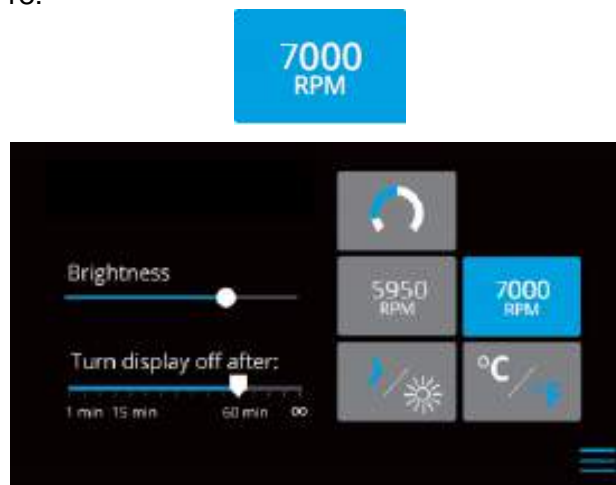 7000
RPM
Brightness
5950
RPM
7000
RPM
Turn display off after:
1 min 15 min 60 min ∞
°C/°F